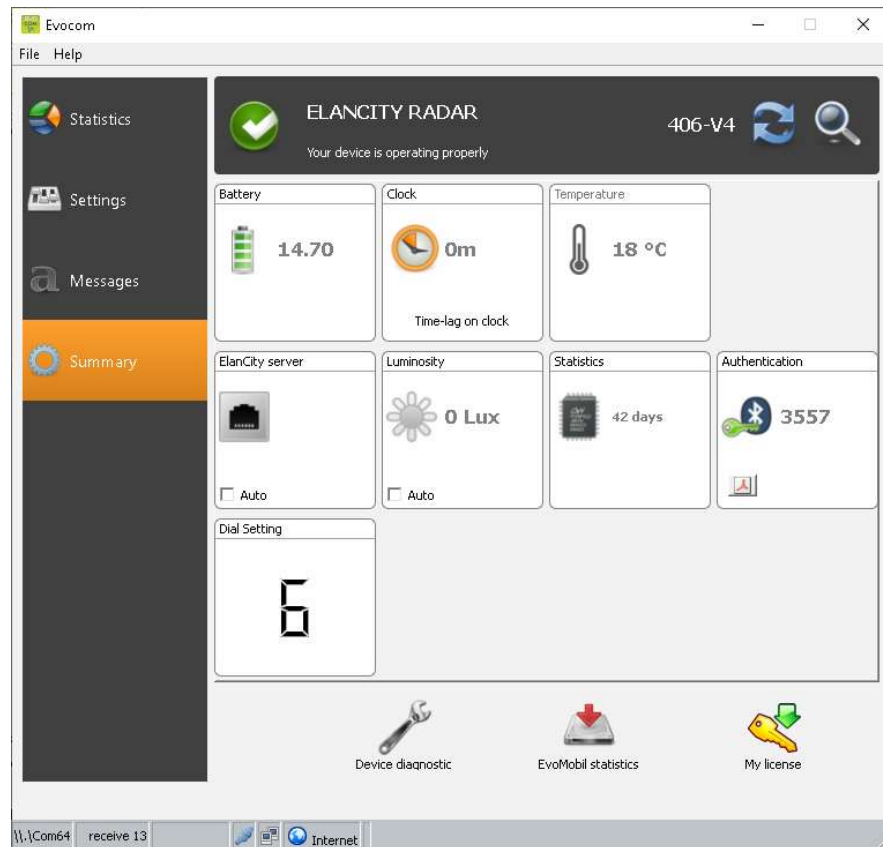 Evocom
File Help
Statistics
Settings
Messages
Summary
ELANCITY RADAR
Your device is operating properly
406-V4
Battery
14.70
Clock
0m
Time-lag on clock
Temperature
18 °C
ElanCity server
Auto
Luminosity
0 Lux
Auto
Statistics
42 days
Authentication
3557
Dial Setting
6
Device diagnostic
EvoMobil statistics
My license
\\.\Com64 receive 13 Internet